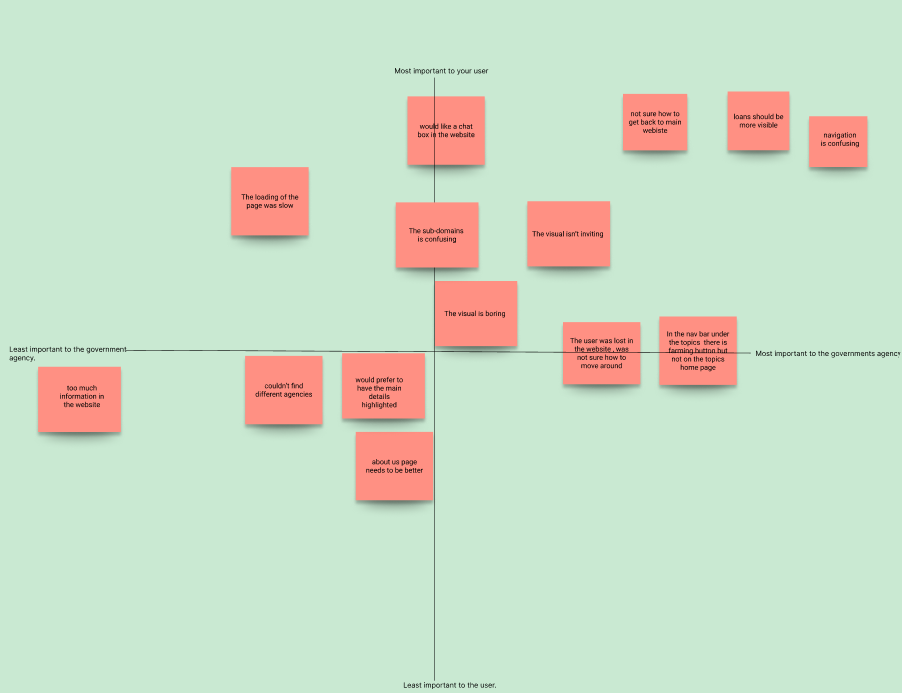 Most important to your user
would like a chat
box in the website
not sure how to
get back to main
webiste
loans should be
more visible
navigation
is confusing
The loading of the
page was slow
The sub-domains
is confusing
The visual isn't inviting
The visual is boring
The user was lost in
the website , was
not sure how to
move around
In the nav bar under
the topics there is
farming button but
not on the topics
home page
Least important to the government
agency.
Most important to the governments agency
too much
information in
the website
couldn't find
different agencies
would prefer to
have the main
details
highlighted
about us page
needs to be better
Least important to the user.